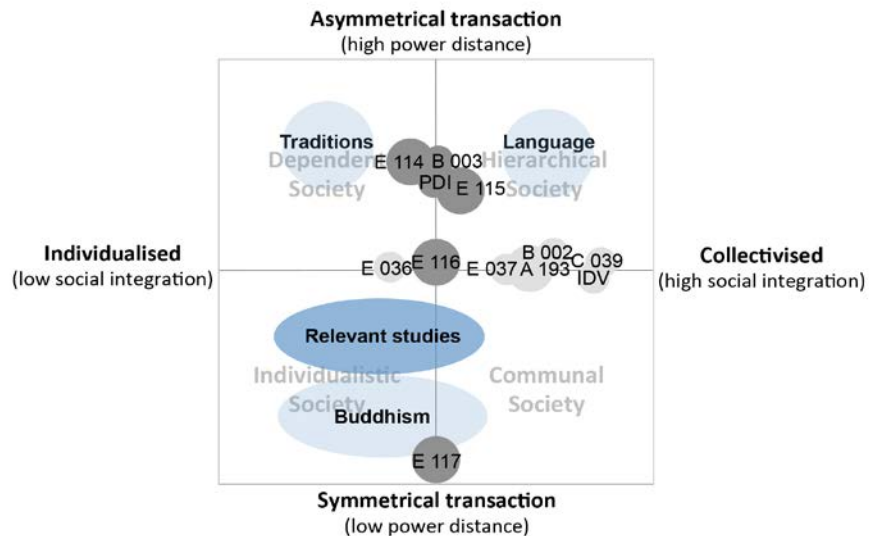 Asymmetrical transaction
(high power distance)
Traditions
Language
Dependent
Society
Hierarchical
Society
E 114
B 003
PDI
E 115
Individualised
(low social integration)
E 036
E 116
E 037
A 193
B 002
C 039
IDV
Collectivised
(high social integration)
Relevant studies
Individualistic
Society
Communal
Society
Buddhism
E 117
Symmetrical transaction
(low power distance)